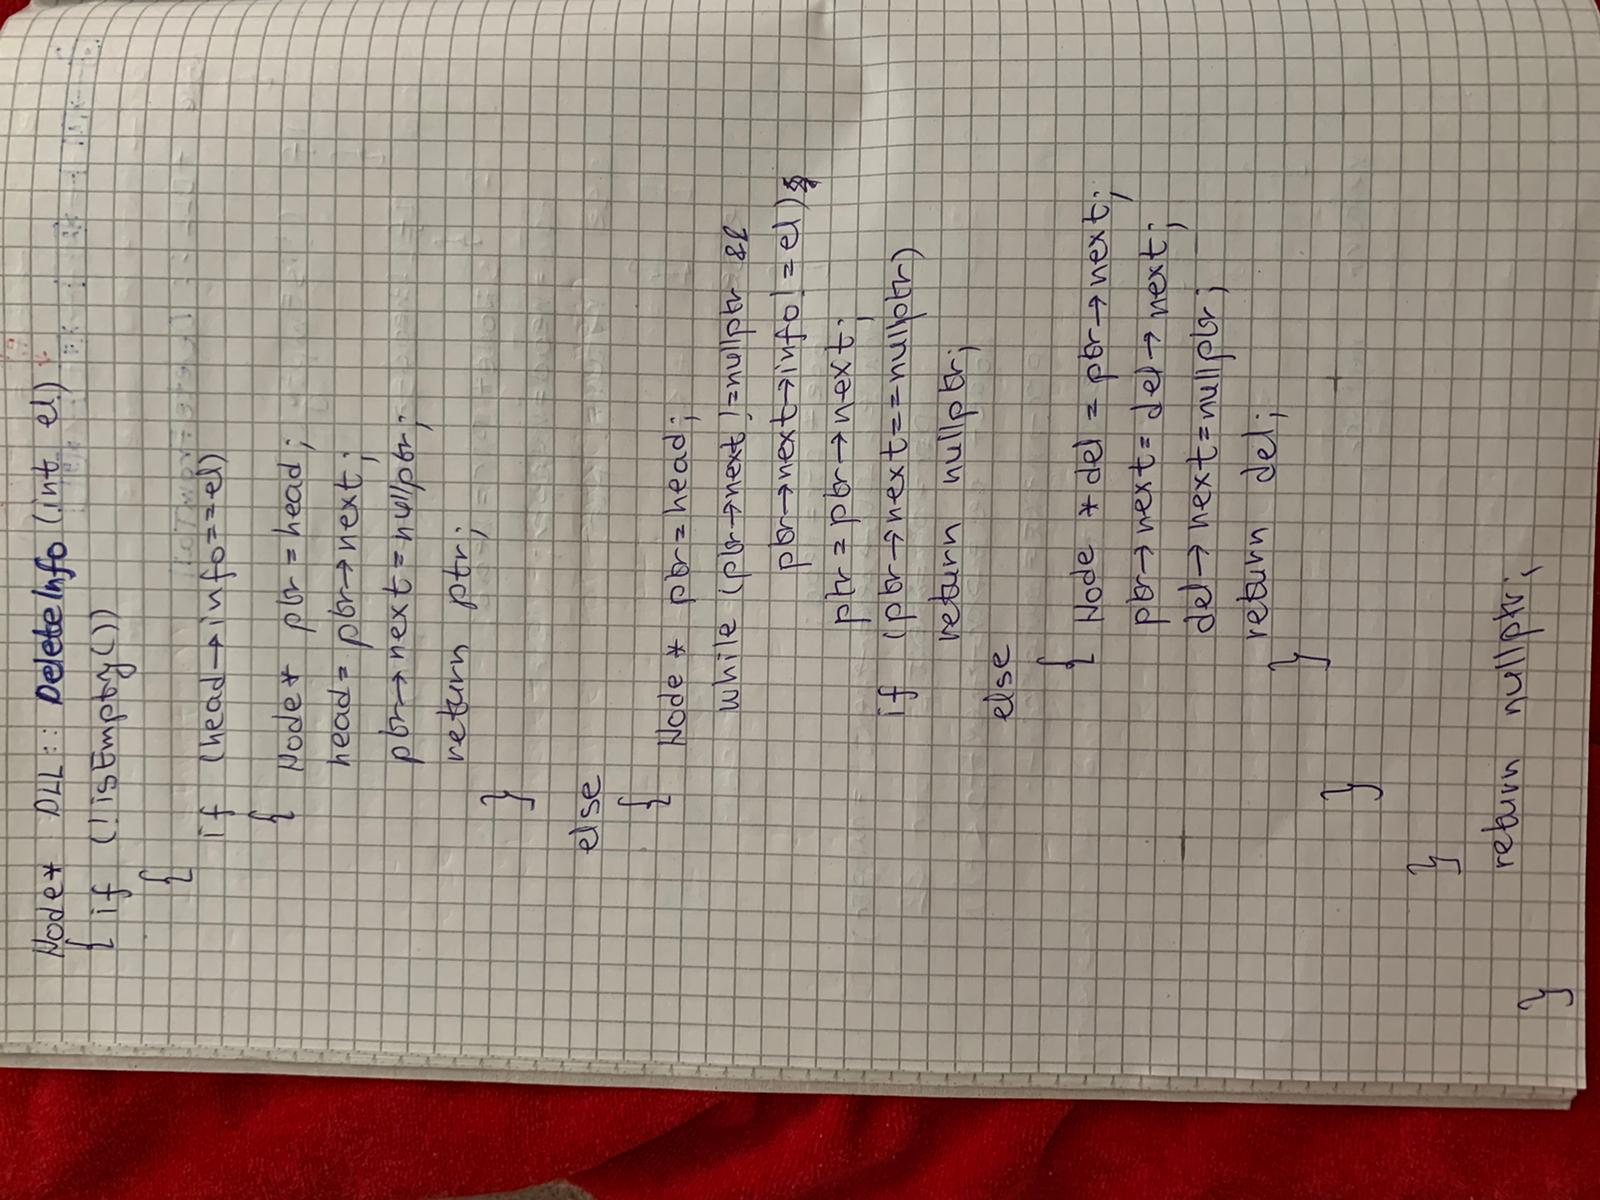 Node* DLL:: DeleteInfo (int el)
{ if (!isEmpty())
{
if (head→info==el)
{ Node* ptr=head;
head=ptr→next;
ptr→next=nullptr;
return ptr;
}
else
{ Node* ptr=head;
while (ptr→next!=nullptr &&
ptr→next→info!=el)
ptr=ptr→next;
if (ptr→next==nullptr)
return nullptr;
else
{ Node *del = ptr→next;
ptr→next=del→next;
del→next=nullptr;
return del;
}
}
}
return nullptr;
}